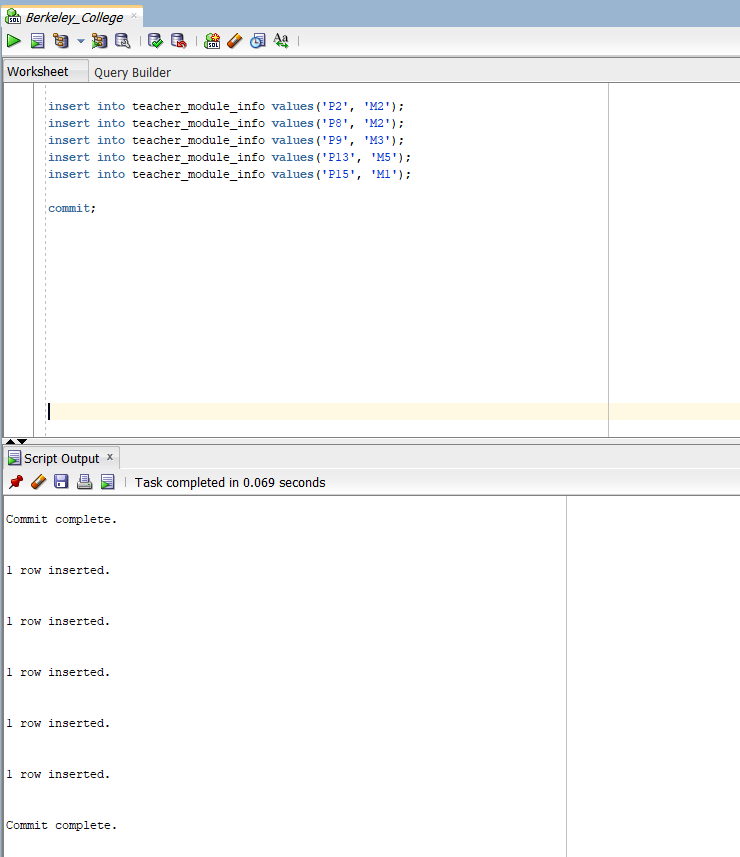 Berkeley_College
Worksheet Query Builder
insert into teacher_module_info values('P2', 'M2');
insert into teacher_module_info values('P8', 'M2');
insert into teacher_module_info values('P9', 'M3');
insert into teacher_module_info values('P13', 'M5');
insert into teacher_module_info values('P15', 'M1');
commit;
Script Output x
Task completed in 0.069 seconds
Commit complete.
1 row inserted.
1 row inserted.
1 row inserted.
1 row inserted.
1 row inserted.
Commit complete.